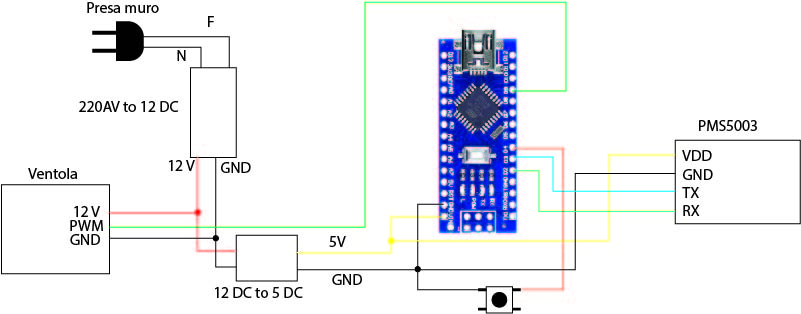 Presa muro
F
N
220AV to 12 DC
12 V
GND
Ventola
12 V
PWM
GND
5V
GND
12 DC to 5 DC
PMS5003
VDD
GND
TX
RX